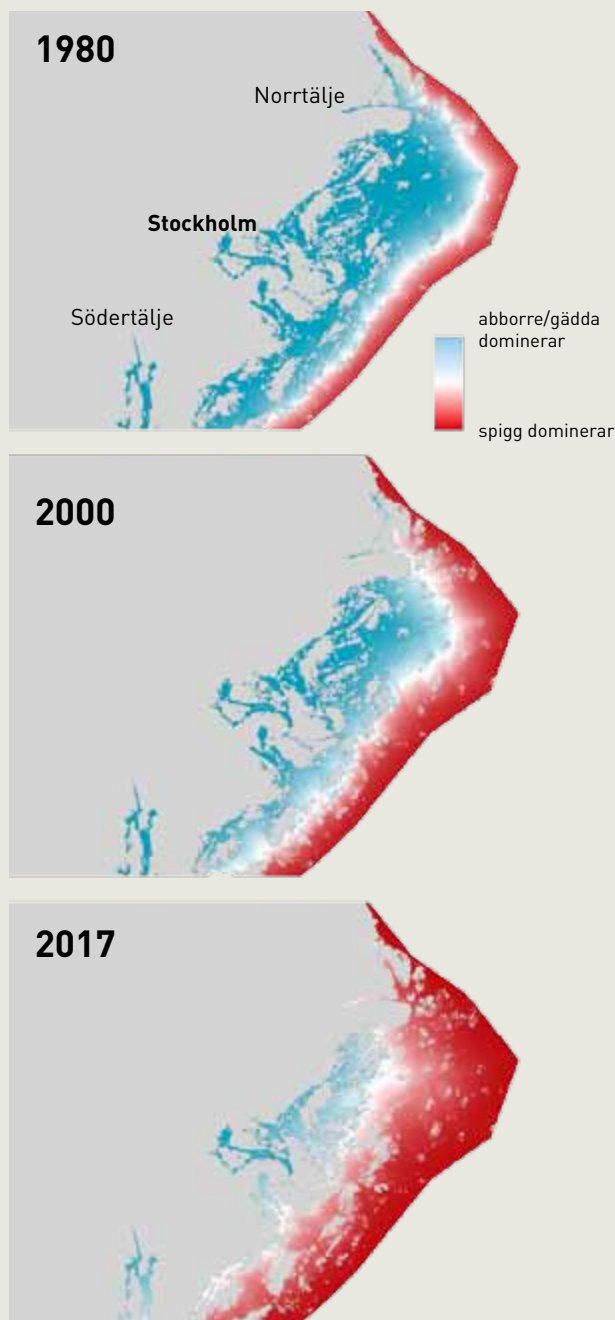 1980
Norrtälje
Stockholm
Södertälje
abborre/gädda
dominerar
spigg dominerar
2000
2017